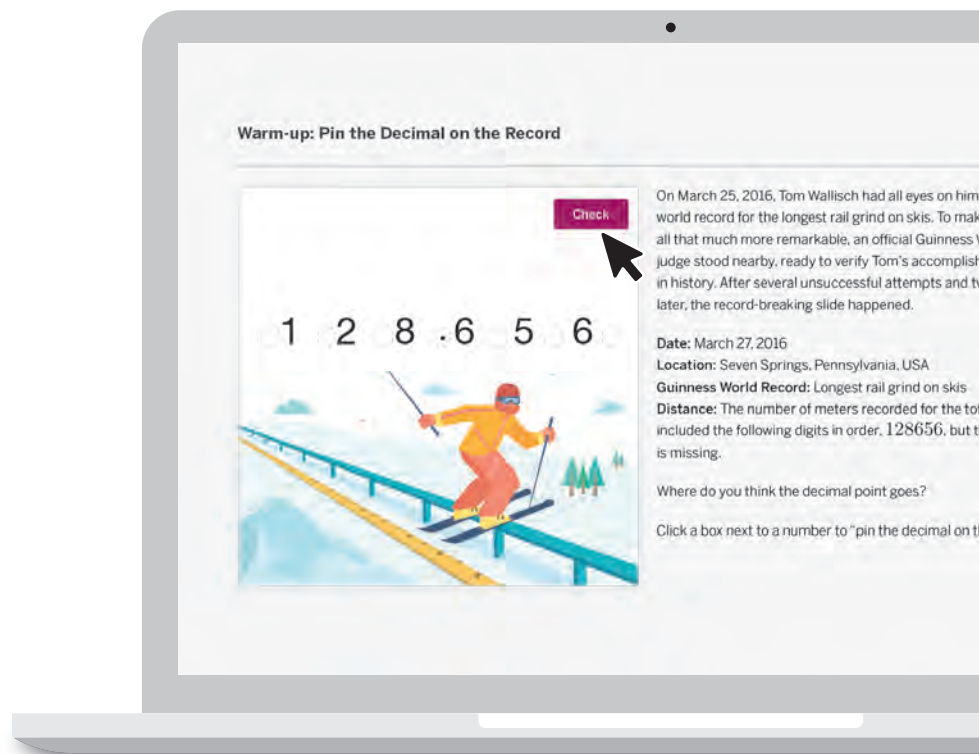 Warm-up: Pin the Decimal on the Record
Check
1 2 8 .6 5 6
On March 25, 2016, Tom Wallisch had all eyes on him
world record for the longest rail grind on skis. To mak
all that much more remarkable, an official Guinness W
judge stood nearby, ready to verify Tom's accomplish
in history. After several unsuccessful attempts and tw
later, the record-breaking slide happened.
Date: March 27, 2016
Location: Seven Springs, Pennsylvania, USA
Guinness World Record: Longest rail grind on skis
Distance: The number of meters recorded for the tot
included the following digits in order, 128656, but t
is missing.
Where do you think the decimal point goes?
Click a box next to a number to "pin the decimal on th